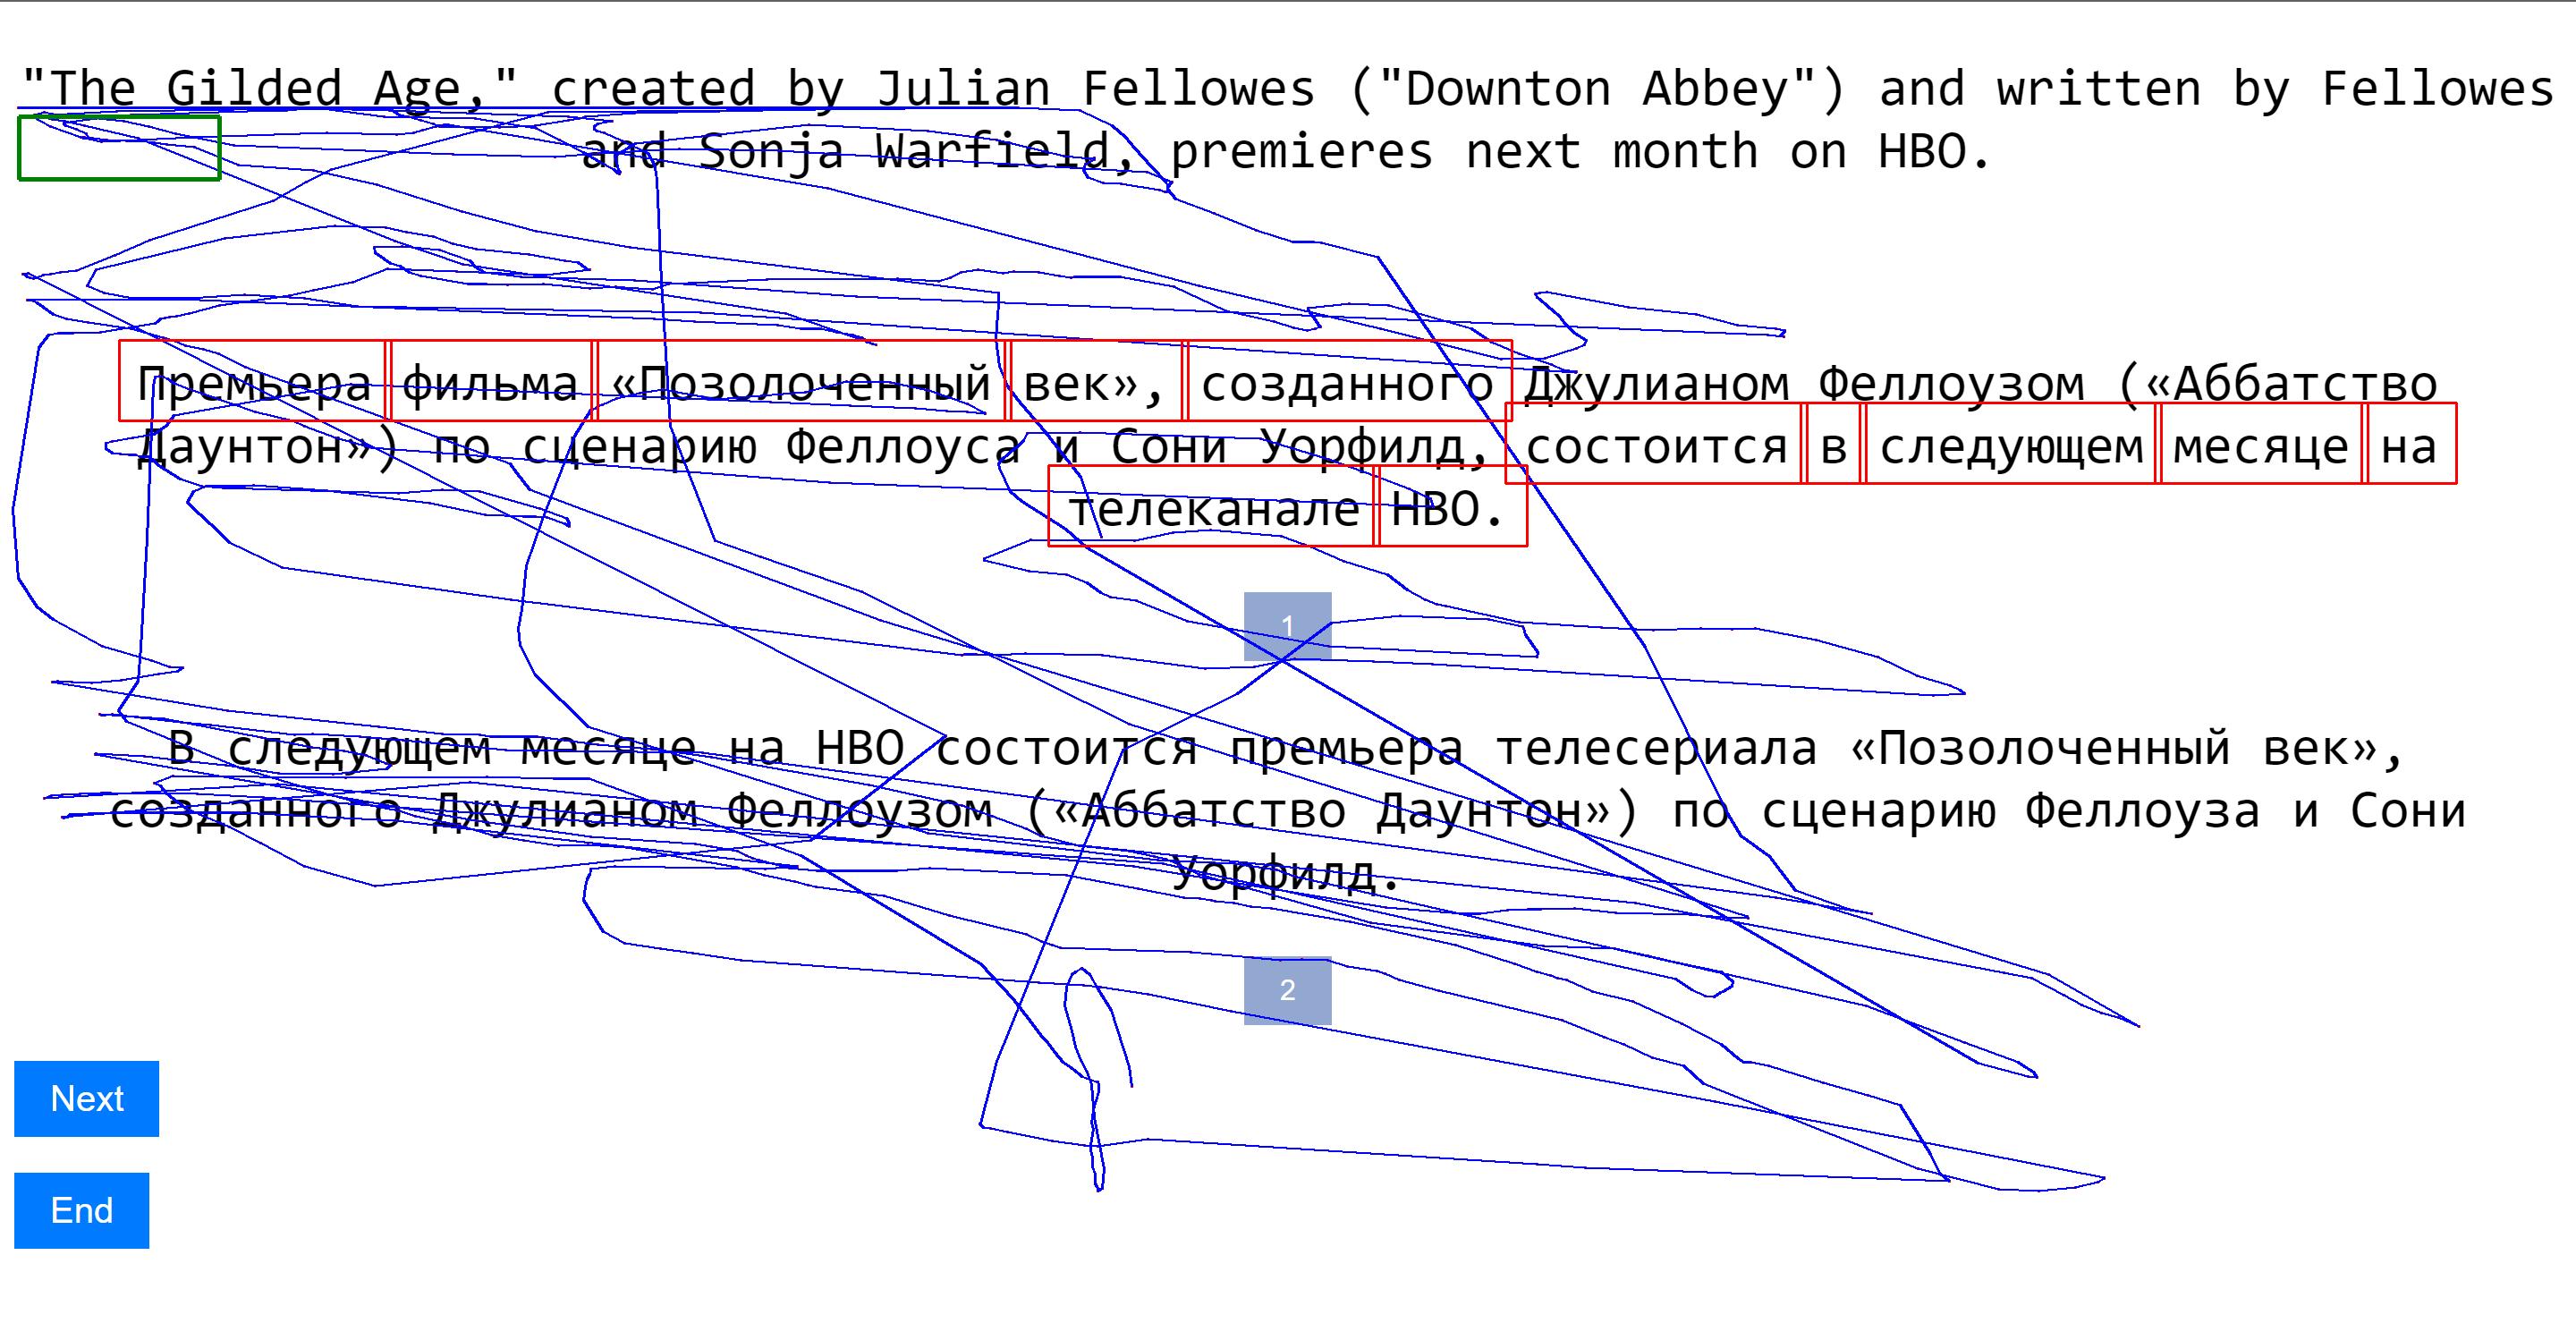 "The Gilded Age," created by Julian Fellowes ("Downton Abbey") and written by Fellowes
and Sonja Warfield, premieres next month on HBO.
Премьера фильма «Позолоченный век», созданного Джулианом Феллоузом («Аббатство
Даунтон») по сценарию Феллоуса и Сони Уорфилд, состоится в следующем месяце на
телеканале HBO.
1
В следующем месяце на HBO состоится премьера телесериала «Позолоченный век»,
созданного Джулианом Феллоузом («Аббатство Даунтон») по сценарию Феллоуза и Сони
Уорфилд.
2
Next
End